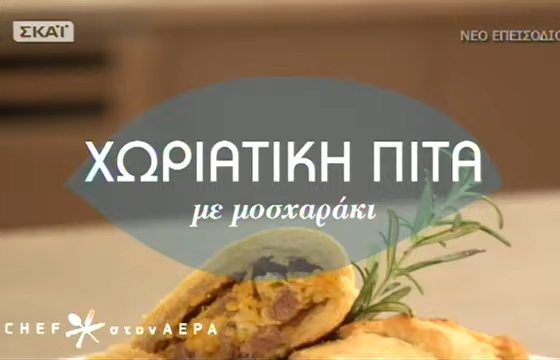 ΣΚΑΪ
ΝΕΟ ΕΠΕΙΣΟΔΙΟ
ΧΩΡΙΑΤΙΚΗ ΠΙΤΑ
με μοσχαράκι
CHEF στον ΑΕΡΑ